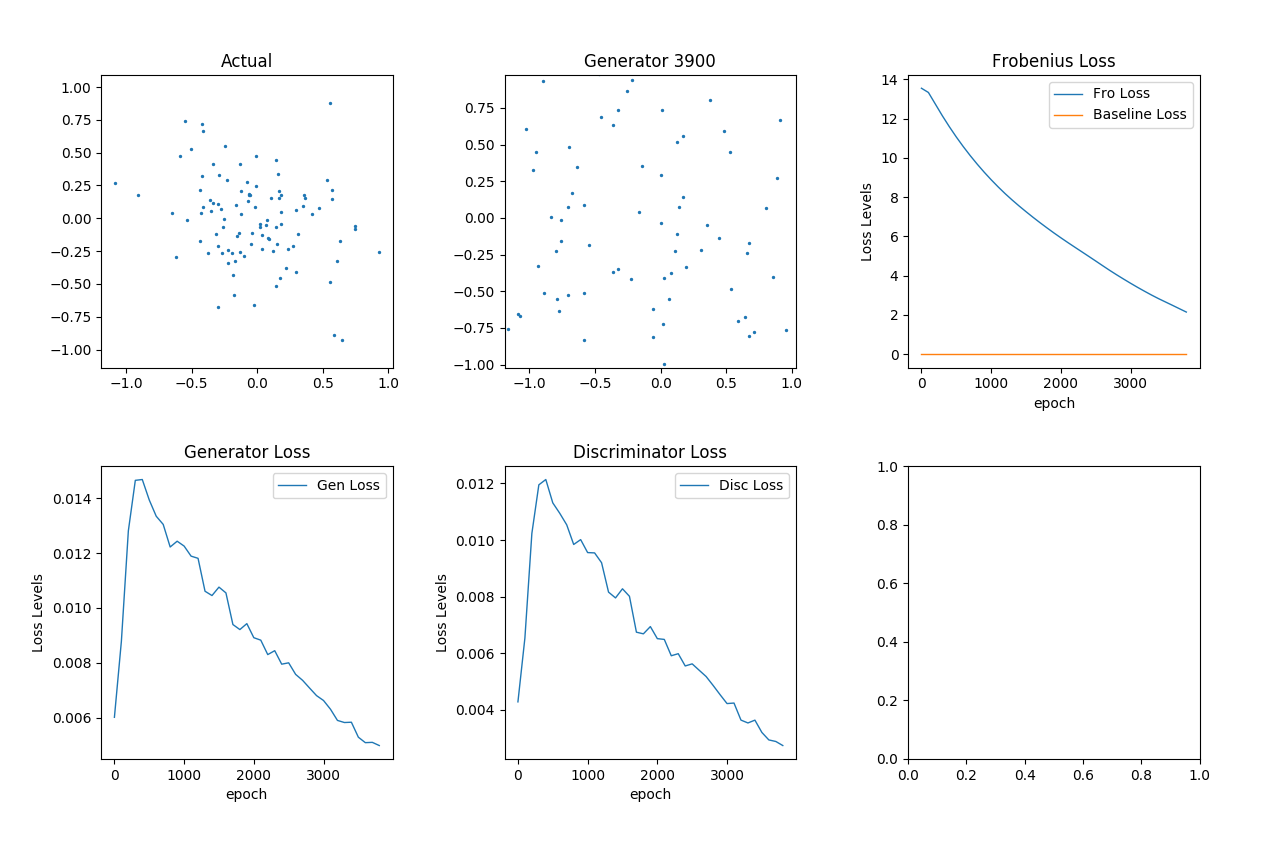 Actual
1.00
0.75
0.50
0.25
0.00
−0.25
−0.50
−0.75
−1.00
−1.0 −0.5 0.0 0.5 1.0
Generator 3900
0.75
0.50
0.25
0.00
−0.25
−0.50
−0.75
−1.00
−1.0 −0.5 0.0 0.5 1.0
Frobenius Loss
Fro Loss
Baseline Loss
Loss Levels
14
12
10
8
6
4
2
0
0 1000 2000 3000
epoch
Generator Loss
Gen Loss
Loss Levels
0.014
0.012
0.010
0.008
0.006
0 1000 2000 3000
epoch
Discriminator Loss
Disc Loss
Loss Levels
0.012
0.010
0.008
0.006
0.004
0 1000 2000 3000
epoch
1.0
0.8
0.6
0.4
0.2
0.0
0.0 0.2 0.4 0.6 0.8 1.0